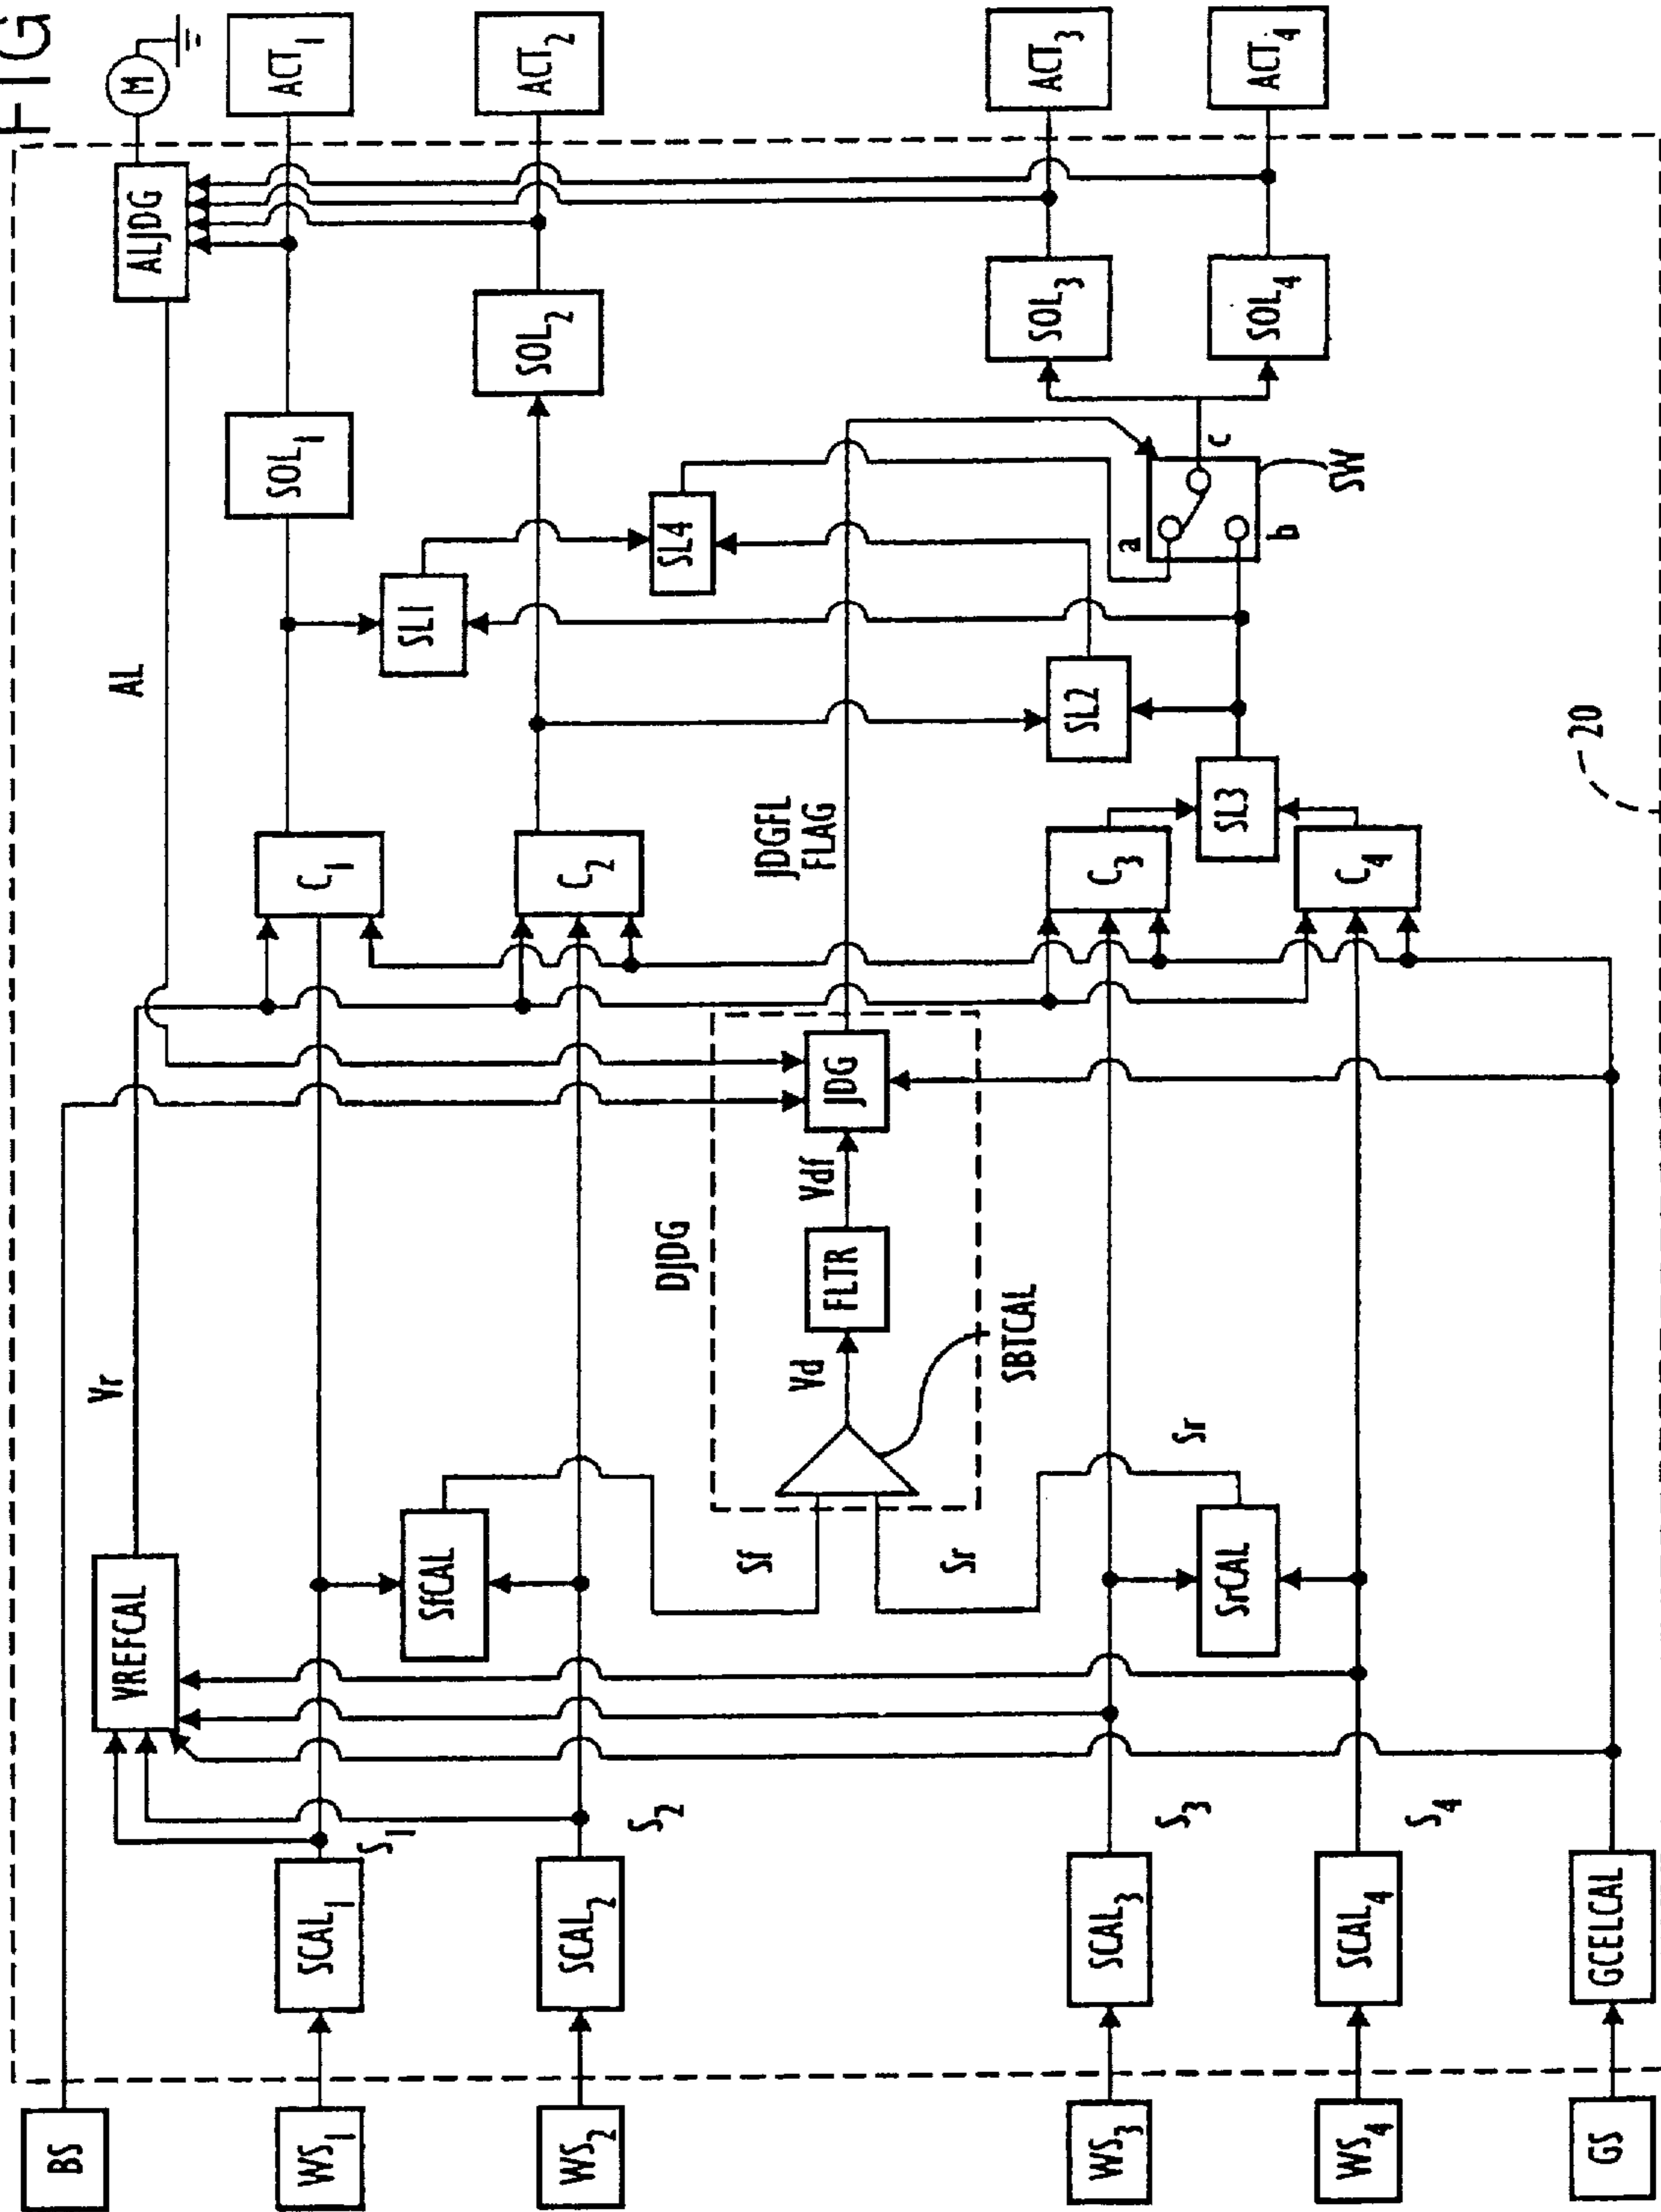 FIG
BS
WS1
WS2
WS3
WS4
GS
SCAL1
SCAL2
SCAL3
SCAL4
GCELCAL
S1
S2
S3
S4
VREFCAL
SfCAL
SrCAL
Vr
Sf
Sr
Sr
DJDG
Vd
FLTR
Vdf
JDG
SBTCAL
AL
C1
C2
C3
C4
JDGFL
FLAG
SL1
SL2
SL3
SL4
a
b
c
SW
SOL1
SOL2
SOL3
SOL4
ALJDG
M
ACT1
ACT2
ACT3
ACT4
20